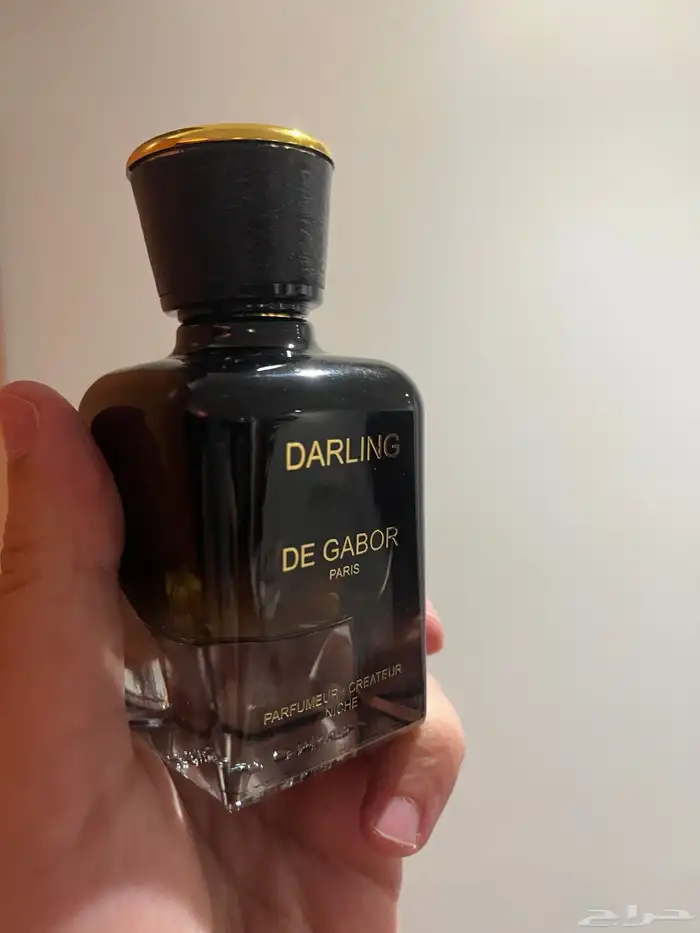 DARLING
DE GABOR
PARIS
PARFUMEUR - CREATEUR
NICHE
حراج